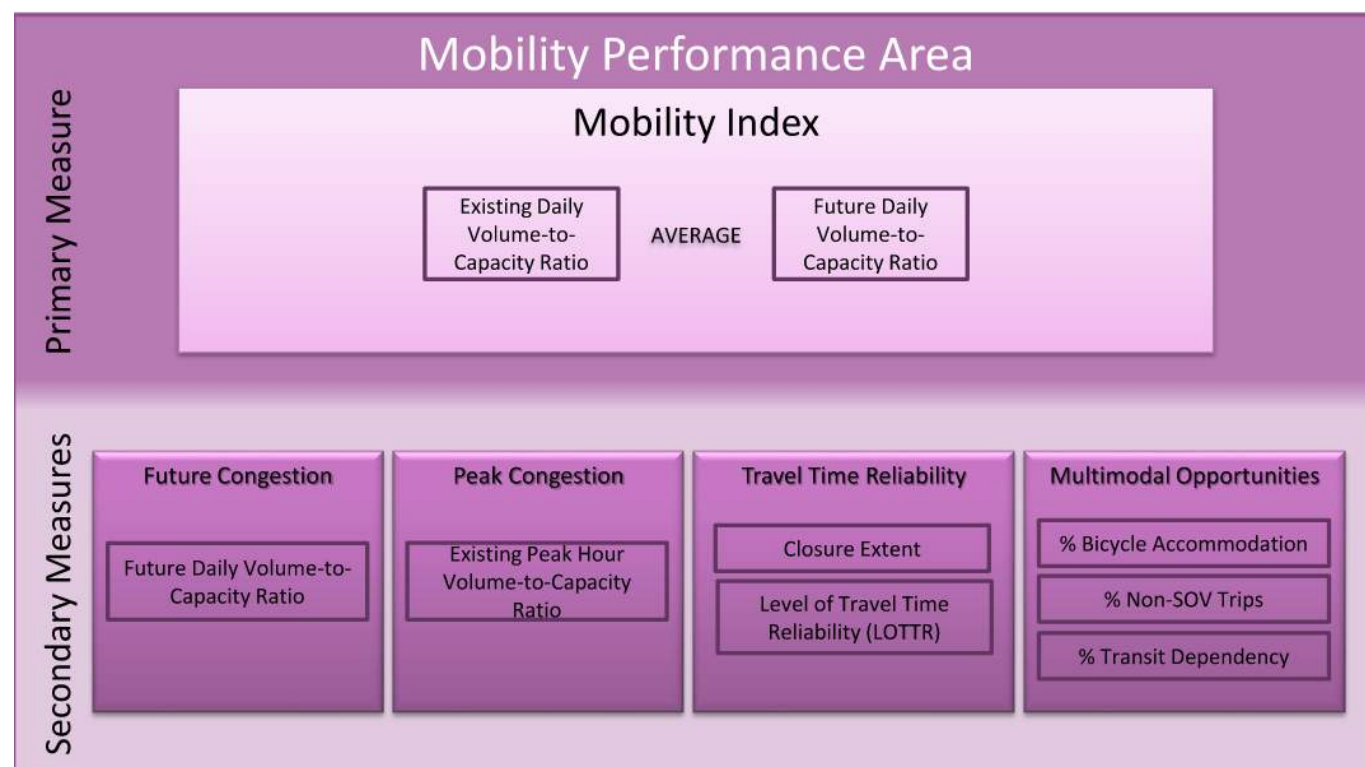 Mobility Performance Area
Primary Measure
Mobility Index
Existing Daily
Volume-to-
Capacity Ratio
AVERAGE
Future Daily
Volume-to-
Capacity Ratio
Secondary Measures
Future Congestion
Future Daily Volume-to-
Capacity Ratio
Peak Congestion
Existing Peak Hour
Volume-to-Capacity
Ratio
Travel Time Reliability
Closure Extent
Level of Travel Time
Reliability (LOTTR)
Multimodal Opportunities
% Bicycle Accommodation
% Non-SOV Trips
% Transit Dependency